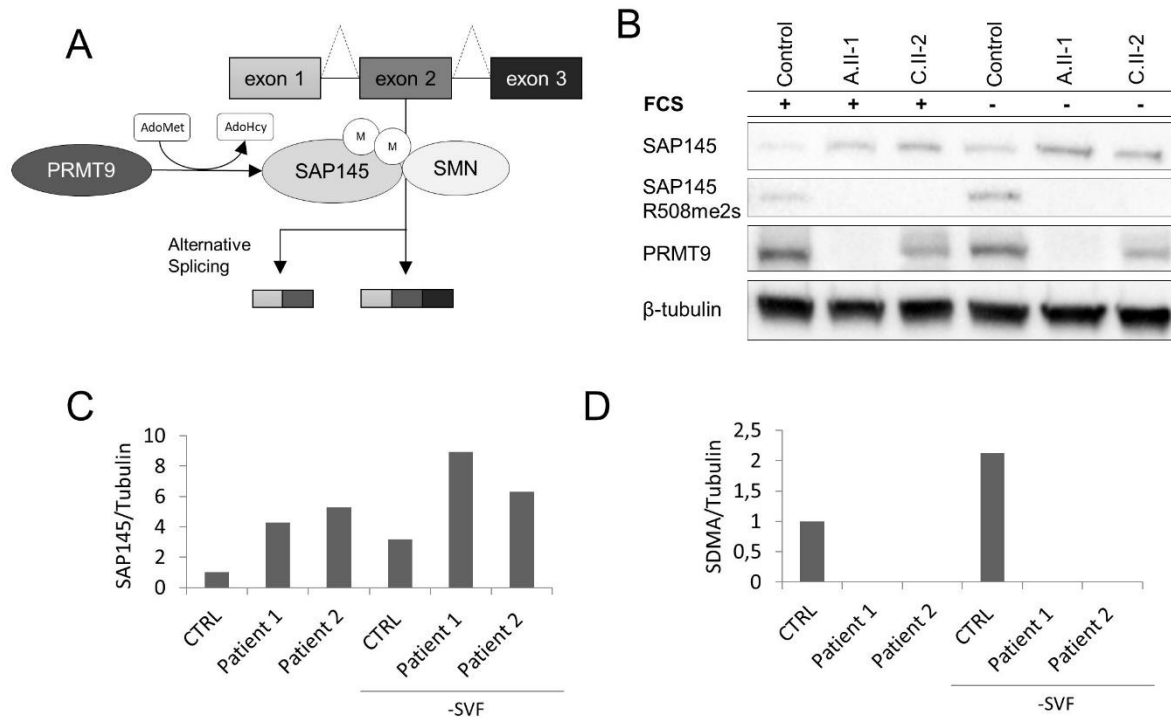 A
exon 1
exon 2
exon 3
AdoMet
AdoHcy
M
M
PRMT9
SAP145
SMN
Alternative
Splicing
B
Control
A.II-1
C.II-2
Control
A.II-1
C.II-2
FCS + + + - - -
SAP145
SAP145
R508me2s
PRMT9
β-tubulin
C
SAP145/Tubulin
10
8
6
4
2
0
CTRL
Patient 1
Patient 2
CTRL
Patient 1
Patient 2
-SVF
D
SDMA/Tubulin
2,5
2
1,5
1
0,5
0
CTRL
Patient 1
Patient 2
CTRL
Patient 1
Patient 2
-SVF